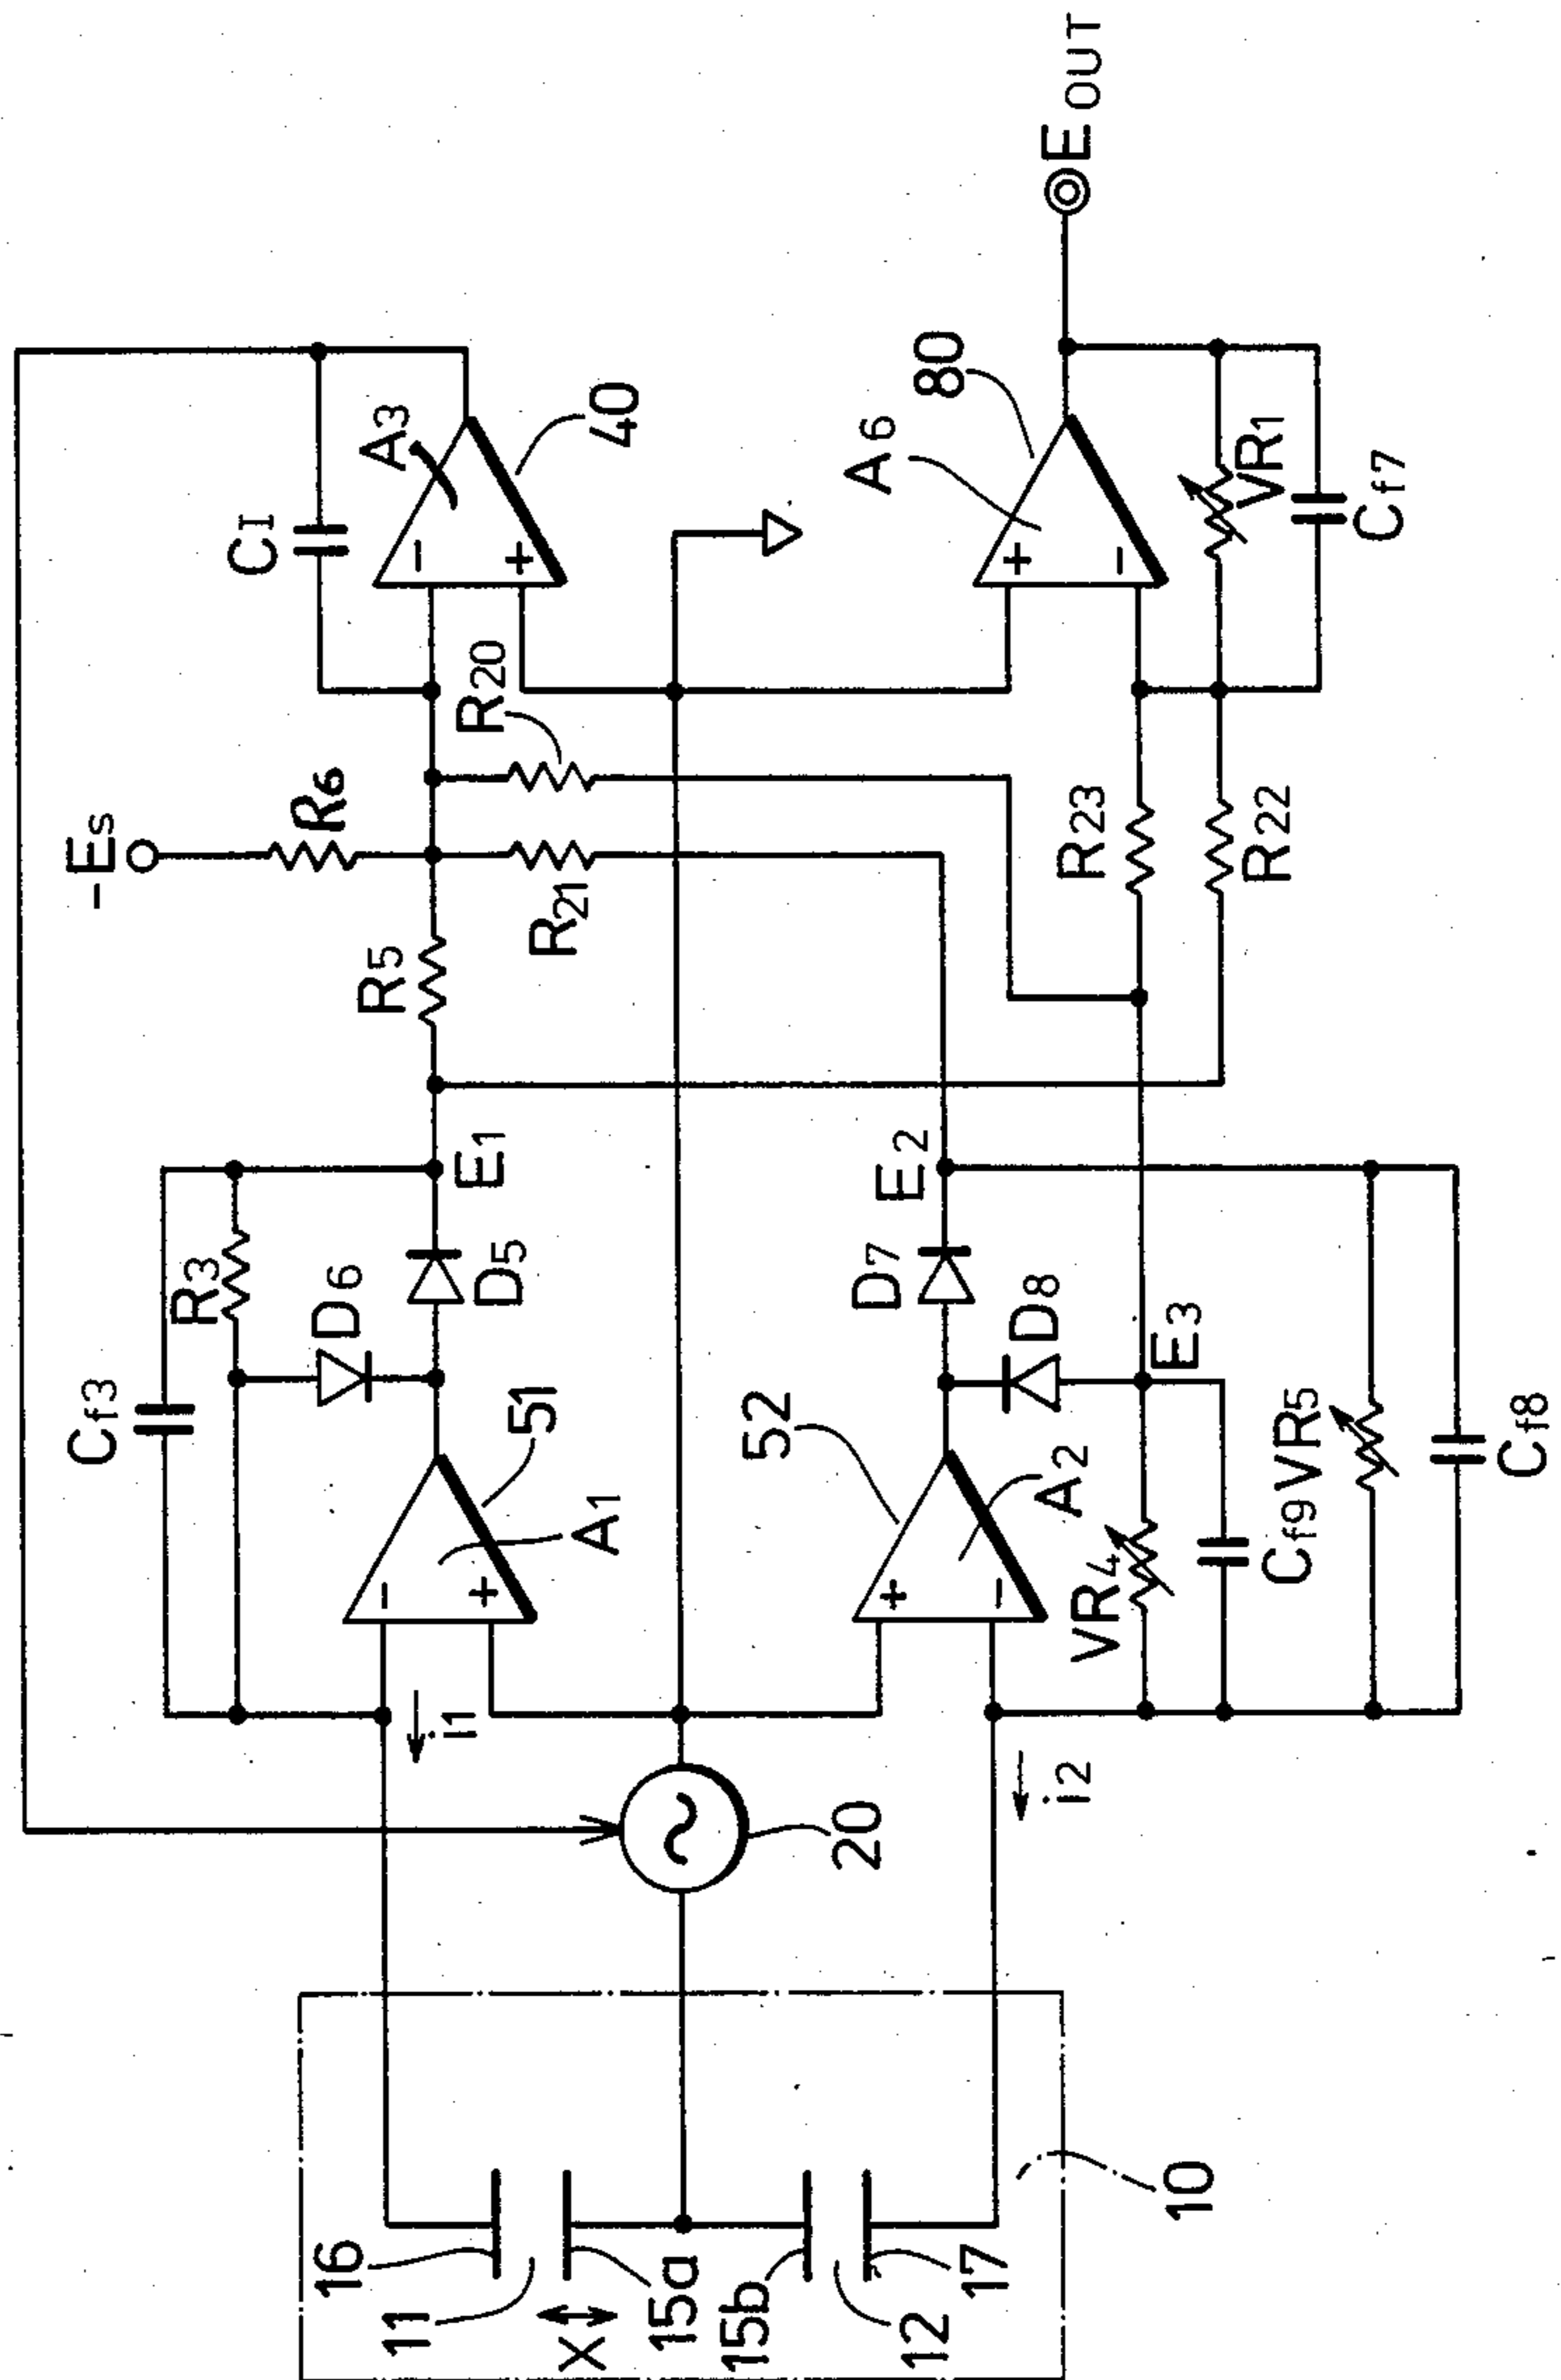 -Es
R6
C1
A3
40
R20
R5
R21
Cf3
R3
D6
D5
E1
51
A1
i1
20
16
11
X
15a
15b
12
17
10
i2
52
A2
D7
D8
E2
E3
VR4
Cf9
VR5
Cf8
R23
R22
A6
80
VR1
Cf7
EOUT
- + + - - + + -